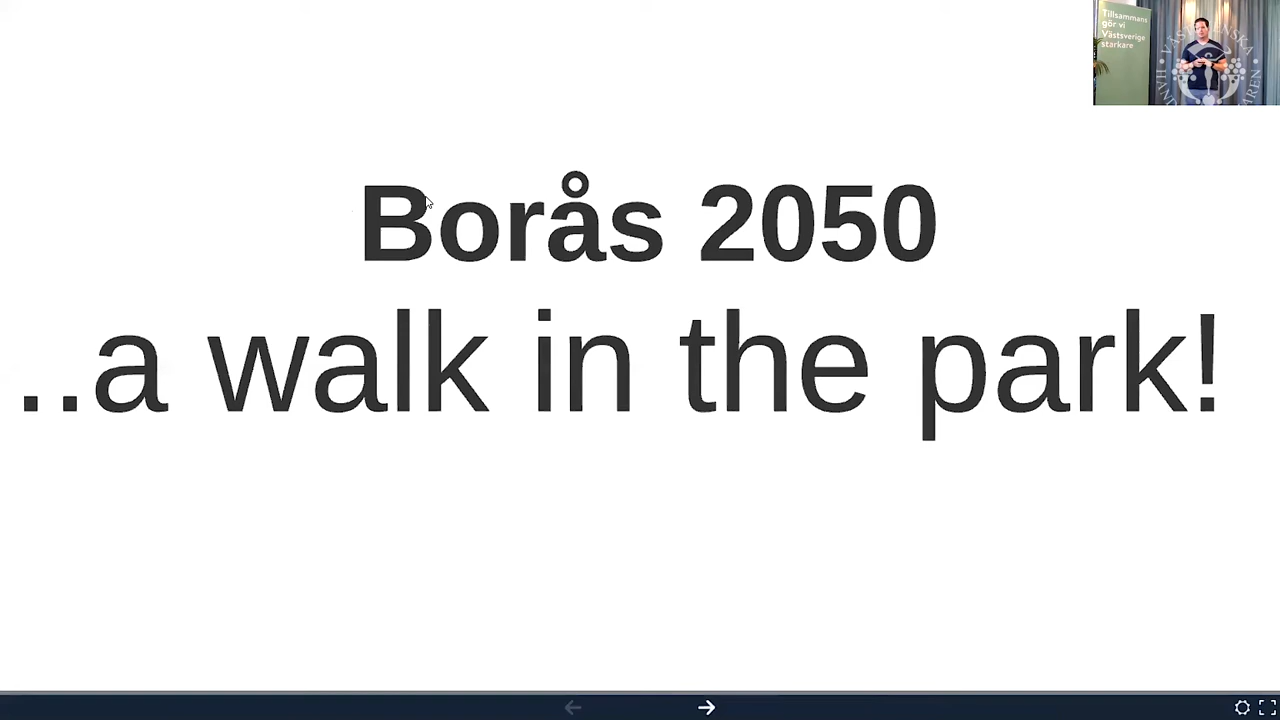 Tillsammans
gör vi
Västsverige
starkare
Borås 2050
..a walk in the park!